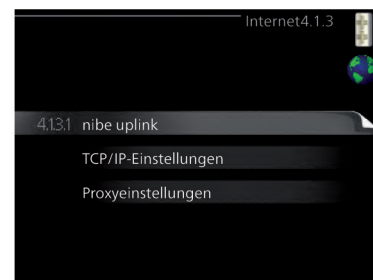 Internet4.1.3
4.1.3.1 nibe uplink
TCP/IP-Einstellungen
Proxyeinstellungen